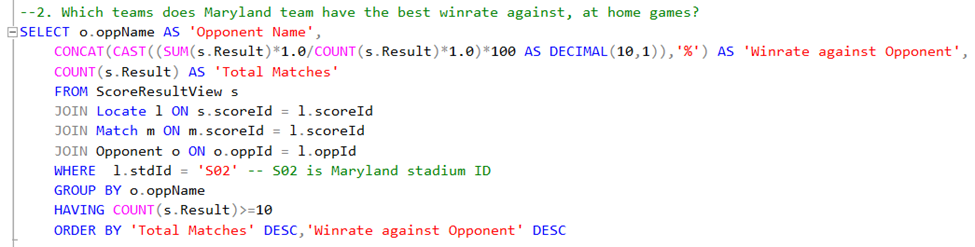 --2. Which teams does Maryland team have the best winrate against, at home games?
SELECT o.oppName AS 'Opponent Name',
CONCAT(CAST((SUM(s.Result)*1.0/COUNT(s.Result)*1.0)*100 AS DECIMAL(10,1)),'%') AS 'Winrate against Opponent',
COUNT(s.Result) AS 'Total Matches'
FROM ScoreResultView s
JOIN Locate l ON s.scoreId = l.scoreId
JOIN Match m ON m.scoreId = l.scoreId
JOIN Opponent o ON o.oppId = l.oppId
WHERE  l.stdId = 'S02' -- S02 is Maryland stadium ID
GROUP BY o.oppName
HAVING COUNT(s.Result)>=10
ORDER BY 'Total Matches' DESC,'Winrate against Opponent' DESC